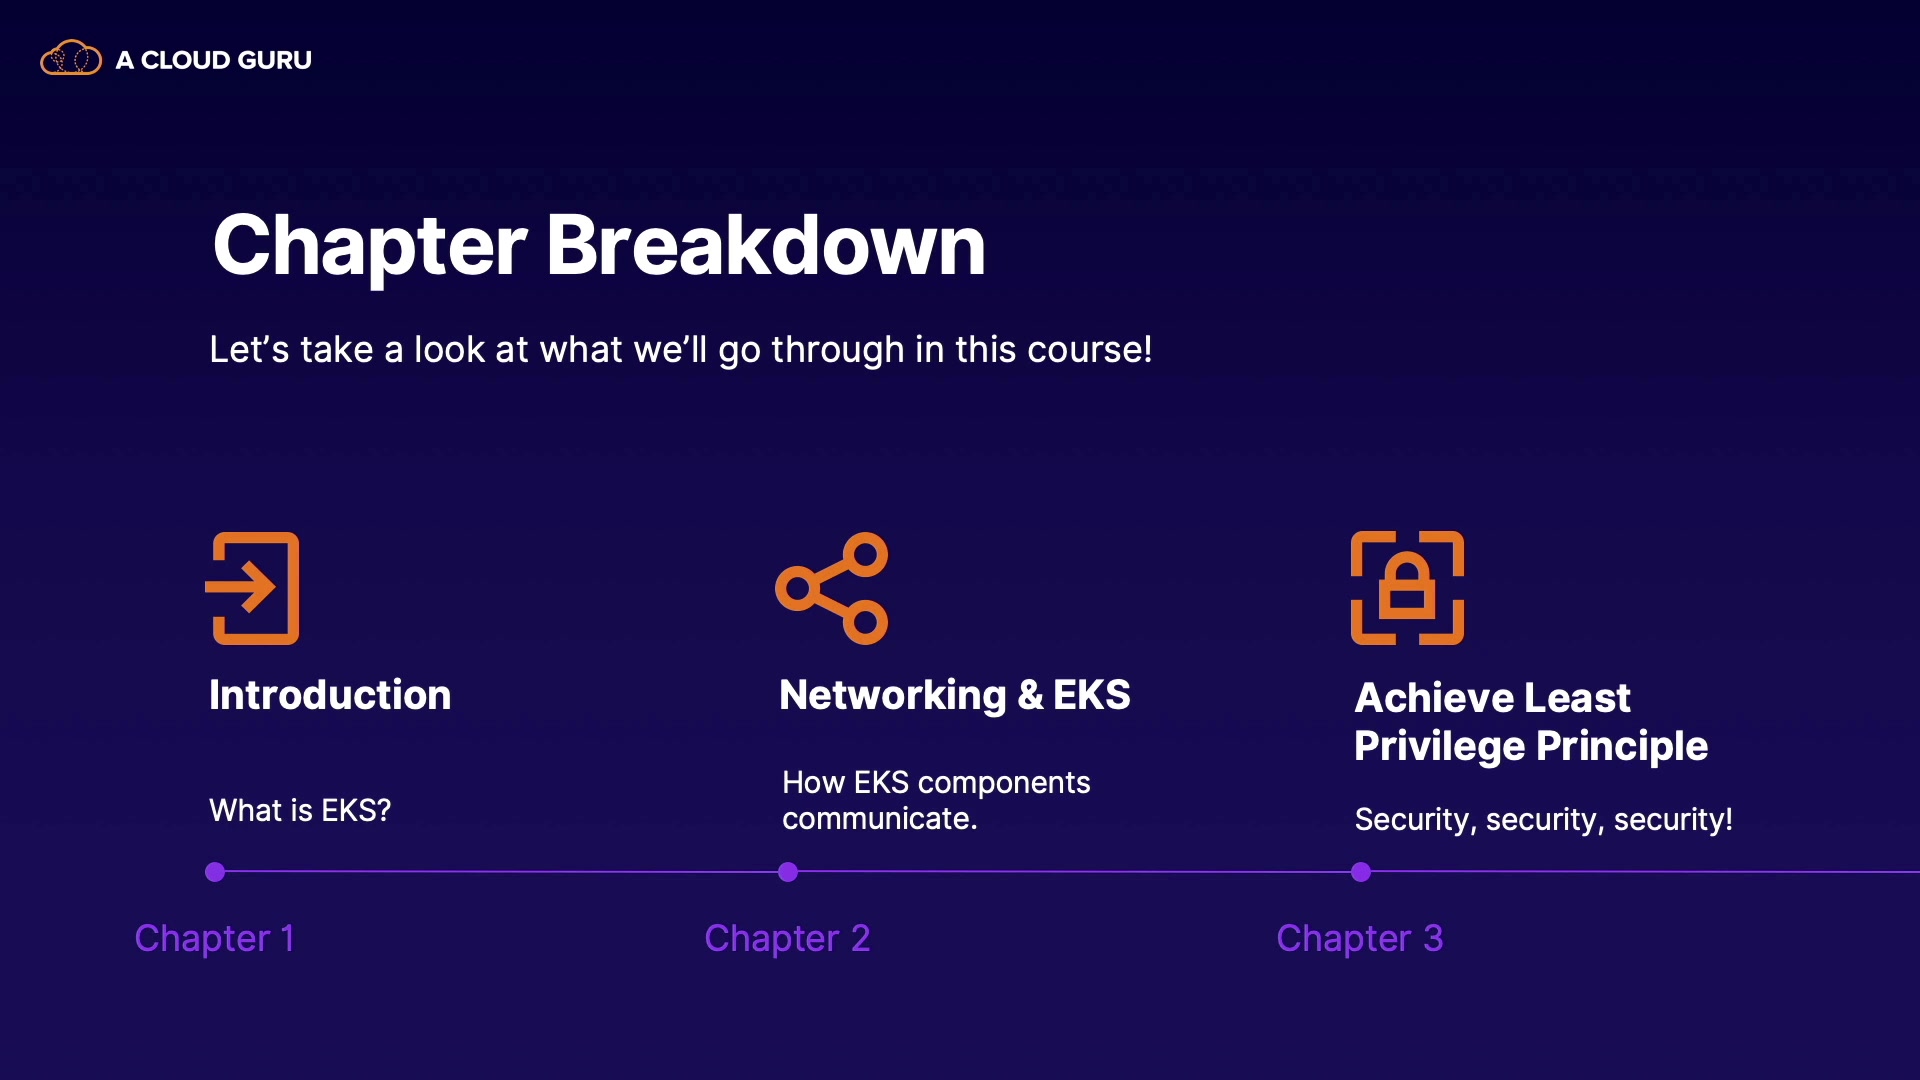 A CLOUD GURU
Chapter Breakdown
Let’s take a look at what we’ll go through in this course!
Introduction
What is EKS?
Chapter 1
Networking & EKS
How EKS components
communicate.
Chapter 2
Achieve Least
Privilege Principle
Security, security, security!
Chapter 3